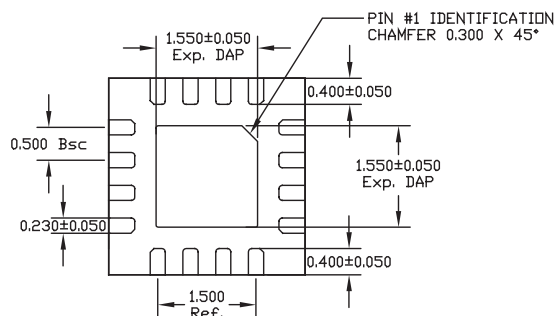 PIN #1 IDENTIFICATION
CHAMFER 0.300 X 45°
1.550±0.050
Exp. DAP
0.400±0.050
0.500 Bsc
1.550±0.050
Exp. DAP
0.230±0.050
0.400±0.050
1.500
Ref.